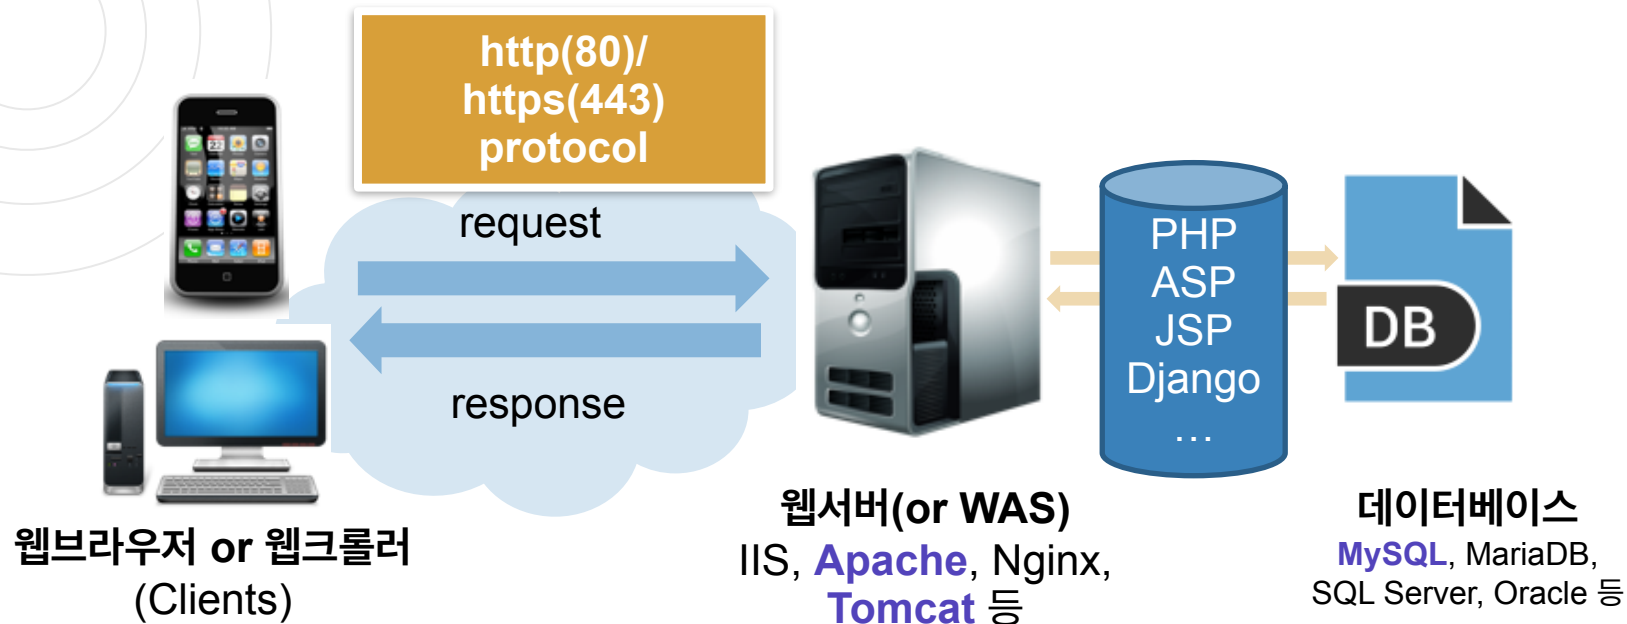 http(80)/
https(443)
protocol
request
response
PHP
ASP
JSP
Django
…
DB
웹브라우저 or 웹크롤러
(Clients)
웹서버(or WAS)
IIS, Apache, Nginx,
Tomcat 등
데이터베이스
MySQL, MariaDB,
SQL Server, Oracle 등